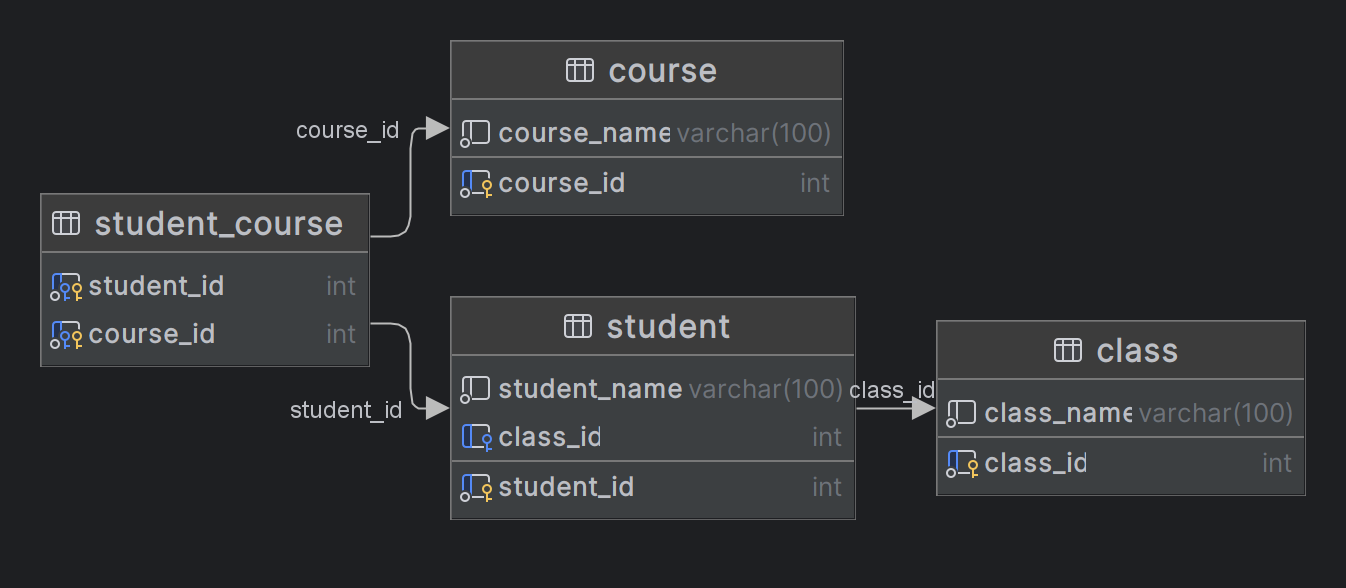 course
course_name varchar(100)
course_id int
course_id
student_course
student_id int
course_id int
student_id
student
student_name varchar(100)
class_id int
student_id int
class_id
class
class_name varchar(100)
class_id int